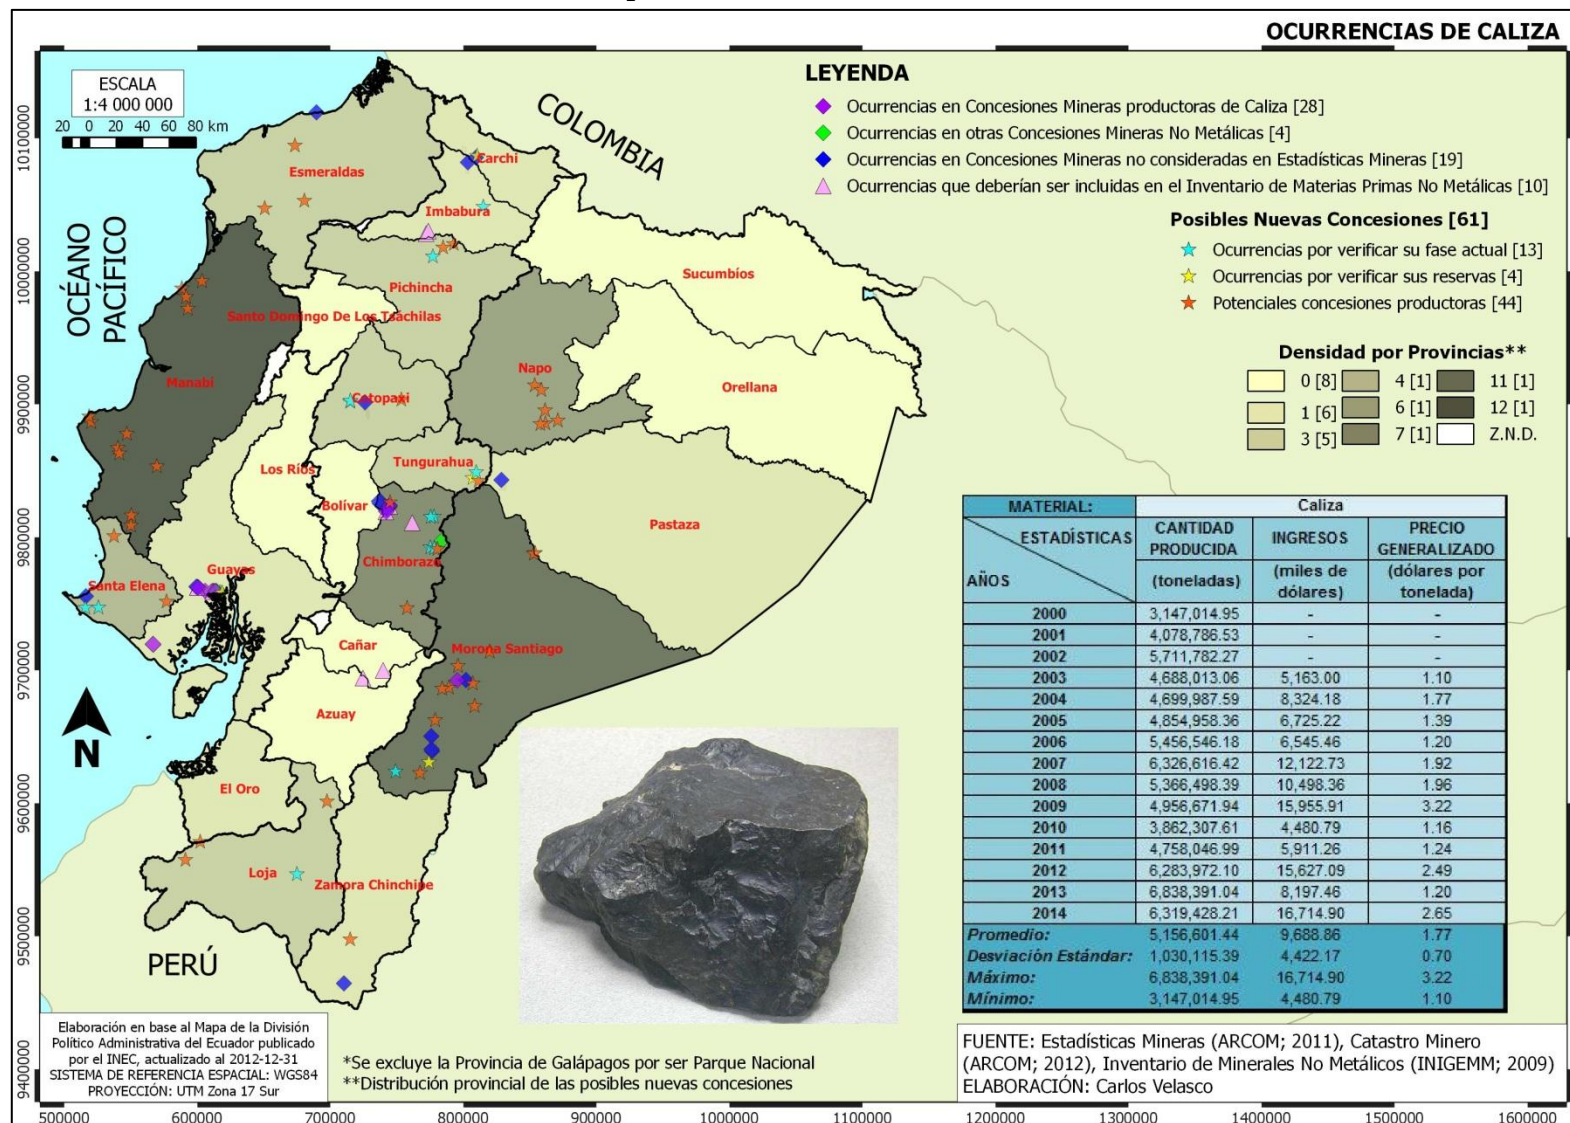 OCURRENCIAS DE CALIZA
ESCALA
1:4 000 000
20 0 20 40 60 80 km
LEYENDA
Ocurrencias en Concesiones Mineras productoras de Caliza [28]
Ocurrencias en otras Concesiones Mineras No Metálicas [4]
Ocurrencias en Concesiones Mineras no consideradas en Estadísticas Mineras [19]
Ocurrencias que deberían ser incluidas en el Inventario de Materias Primas No Metálicas [10]
Posibles Nuevas Concesiones [61]
Ocurrencias por verificar su fase actual [13]
Ocurrencias por verificar sus reservas [4]
Potenciales concesiones productoras [44]
Densidad por Provincias**
0 [8] 4 [1] 11 [1]
1 [6] 6 [1] 12 [1]
3 [5] 7 [1] Z.N.D.
COLOMBIA
OCÉANO
PACÍFICO
PERÚ
N
Esmeraldas
Carchi
Imbabura
Sucumbíos
Pichincha
Santo Domingo De Los Tsáchilas
Manabí
Napo
Orellana
Cotopaxi
Los Ríos
Tungurahua
Bolívar
Pastaza
Chimborazo
Guayas
Santa Elena
Cañar
Morona Santiago
Azuay
El Oro
Loja
Zamora Chinchipe
MATERIAL: Caliza
ESTADÍSTICAS CANTIDAD PRODUCIDA INGRESOS PRECIO GENERALIZADO
AÑOS (toneladas) (miles de dólares) (dólares por tonelada)
2000 3,147,014.95 - -
2001 4,078,786.53 - -
2002 5,711,782.27 - -
2003 4,688,013.06 5,163.00 1.10
2004 4,699,987.59 8,324.18 1.77
2005 4,854,958.36 6,725.22 1.39
2006 5,456,546.18 6,545.46 1.20
2007 6,326,616.42 12,122.73 1.92
2008 5,366,498.39 10,498.36 1.96
2009 4,956,671.94 15,955.91 3.22
2010 3,862,307.61 4,480.79 1.16
2011 4,758,046.99 5,911.26 1.24
2012 6,283,972.10 15,627.09 2.49
2013 6,838,391.04 8,197.46 1.20
2014 6,319,428.21 16,714.90 2.65
Promedio: 5,156,601.44 9,688.86 1.77
Desviación Estándar: 1,030,115.39 4,422.17 0.70
Máximo: 6,838,391.04 16,714.90 3.22
Mínimo: 3,147,014.95 4,480.79 1.10
Elaboración en base al Mapa de la División
Político Administrativa del Ecuador publicado
por el INEC, actualizado al 2012-12-31
SISTEMA DE REFERENCIA ESPACIAL: WGS84
PROYECCIÓN: UTM Zona 17 Sur
*Se excluye la Provincia de Galápagos por ser Parque Nacional
**Distribución provincial de las posibles nuevas concesiones
FUENTE: Estadísticas Mineras (ARCOM; 2011), Catastro Minero
(ARCOM; 2012), Inventario de Minerales No Metálicos (INIGEMM; 2009)
ELABORACIÓN: Carlos Velasco
10100000
10000000
9900000
9800000
9700000
9600000
9500000
9400000
500000 600000 700000 800000 900000 1000000 1100000 1200000 1300000 1400000 1500000 1600000